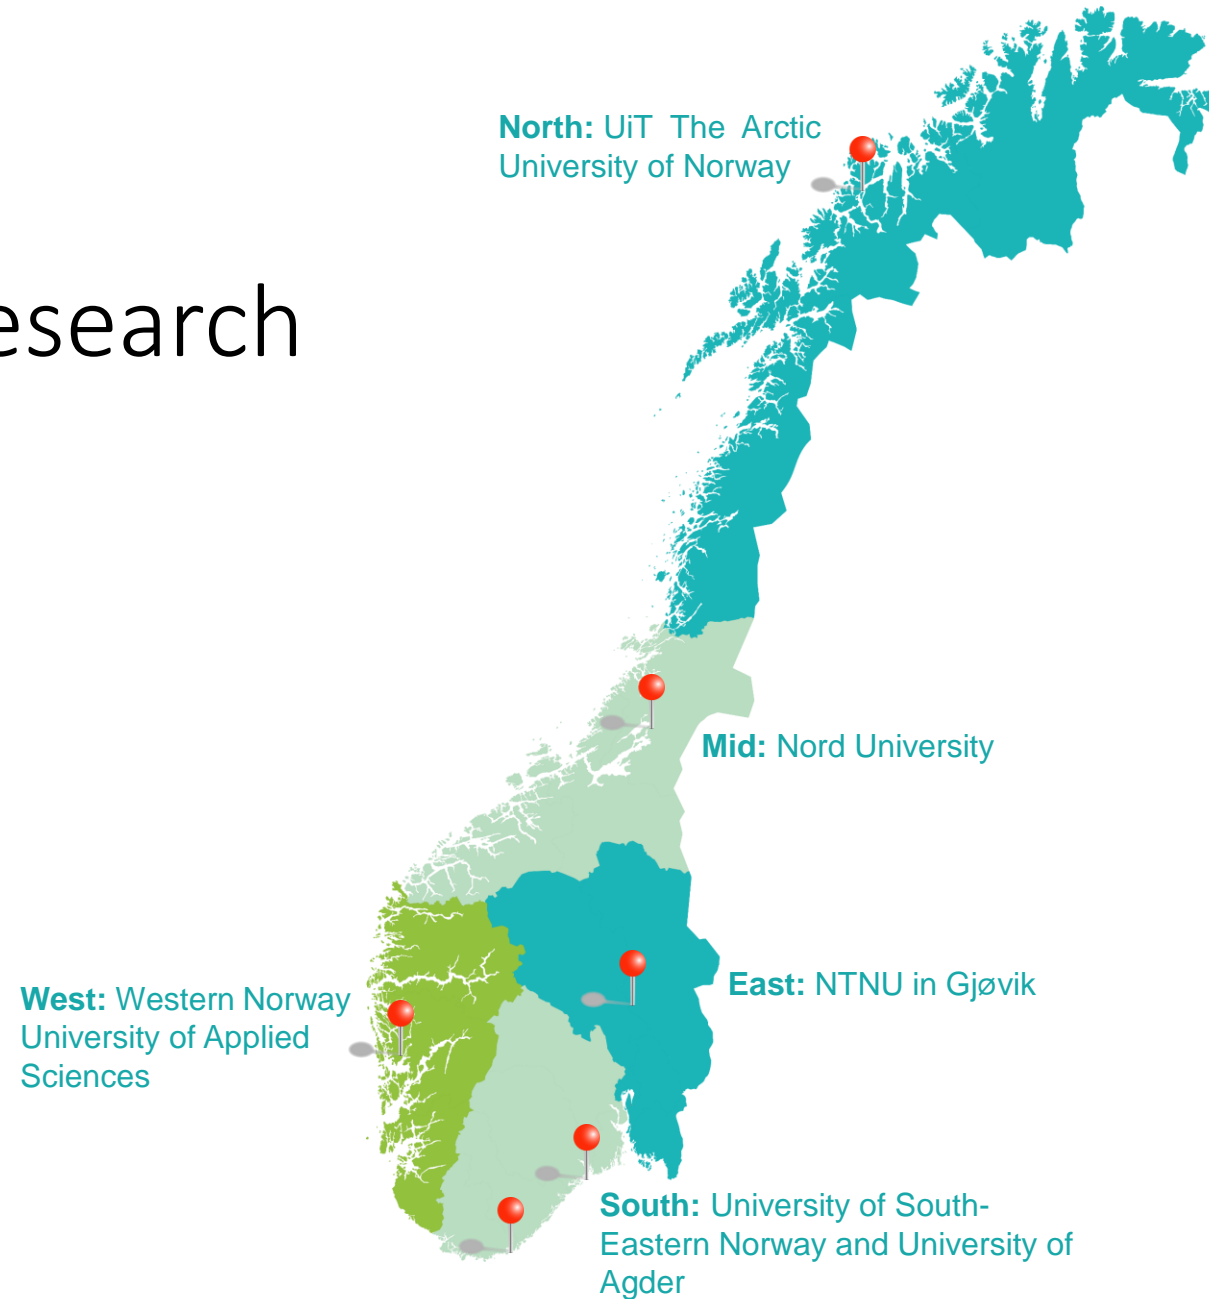 North: UiT The Arctic
University of Norway
esearch
Mid: Nord University
East: NTNU in Gjøvik
West: Western Norway
University of Applied
Sciences
South: University of South-
Eastern Norway and University of
Agder